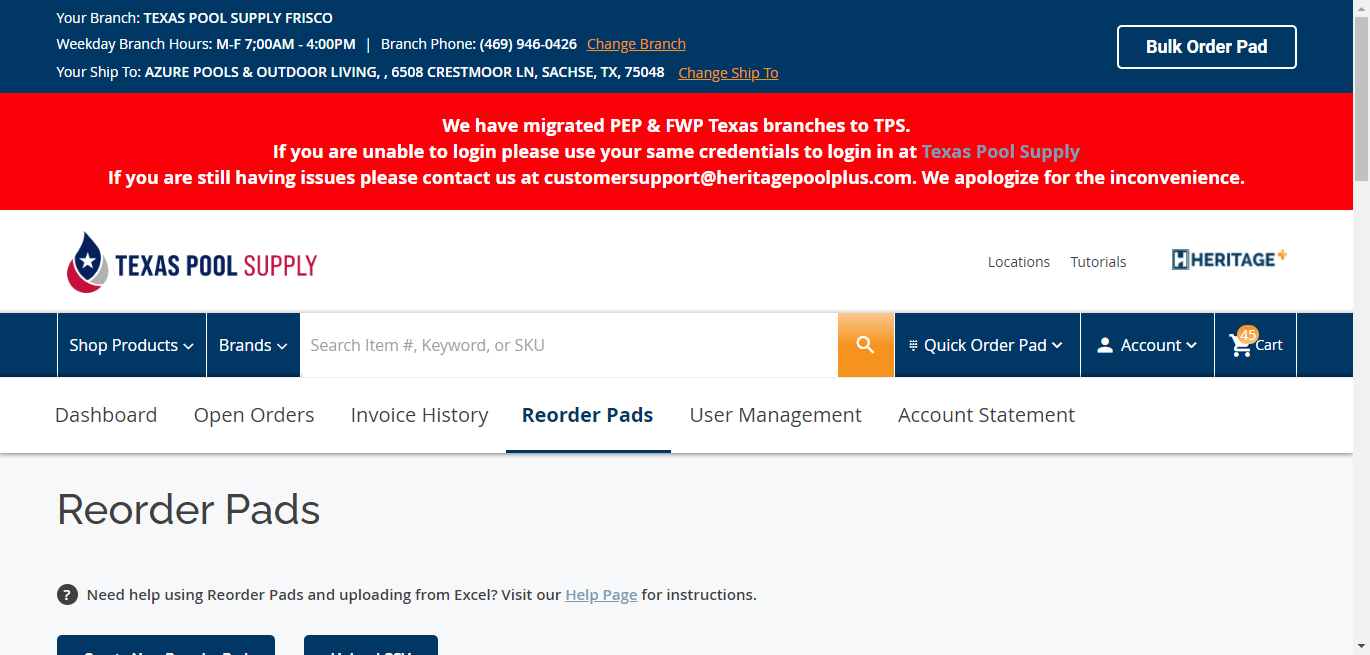 Your Branch: TEXAS POOL SUPPLY FRISCO
Weekday Branch Hours: M-F 7;00AM - 4:00PM | Branch Phone: (469) 946-0426 Change Branch
Your Ship To: AZURE POOLS & OUTDOOR LIVING, , 6508 CRESTMOOR LN, SACHSE, TX, 75048 Change Ship To
Bulk Order Pad
We have migrated PEP & FWP Texas branches to TPS.
If you are unable to login please use your same credentials to login in at Texas Pool Supply
If you are still having issues please contact us at customersupport@heritagepoolplus.com. We apologize for the inconvenience.
TEXAS POOL SUPPLY
Locations Tutorials HERITAGE+
Shop Products Brands Search Item #, Keyword, or SKU Quick Order Pad Account 45 Cart
Dashboard Open Orders Invoice History Reorder Pads User Management Account Statement
Reorder Pads
? Need help using Reorder Pads and uploading from Excel? Visit our Help Page for instructions.